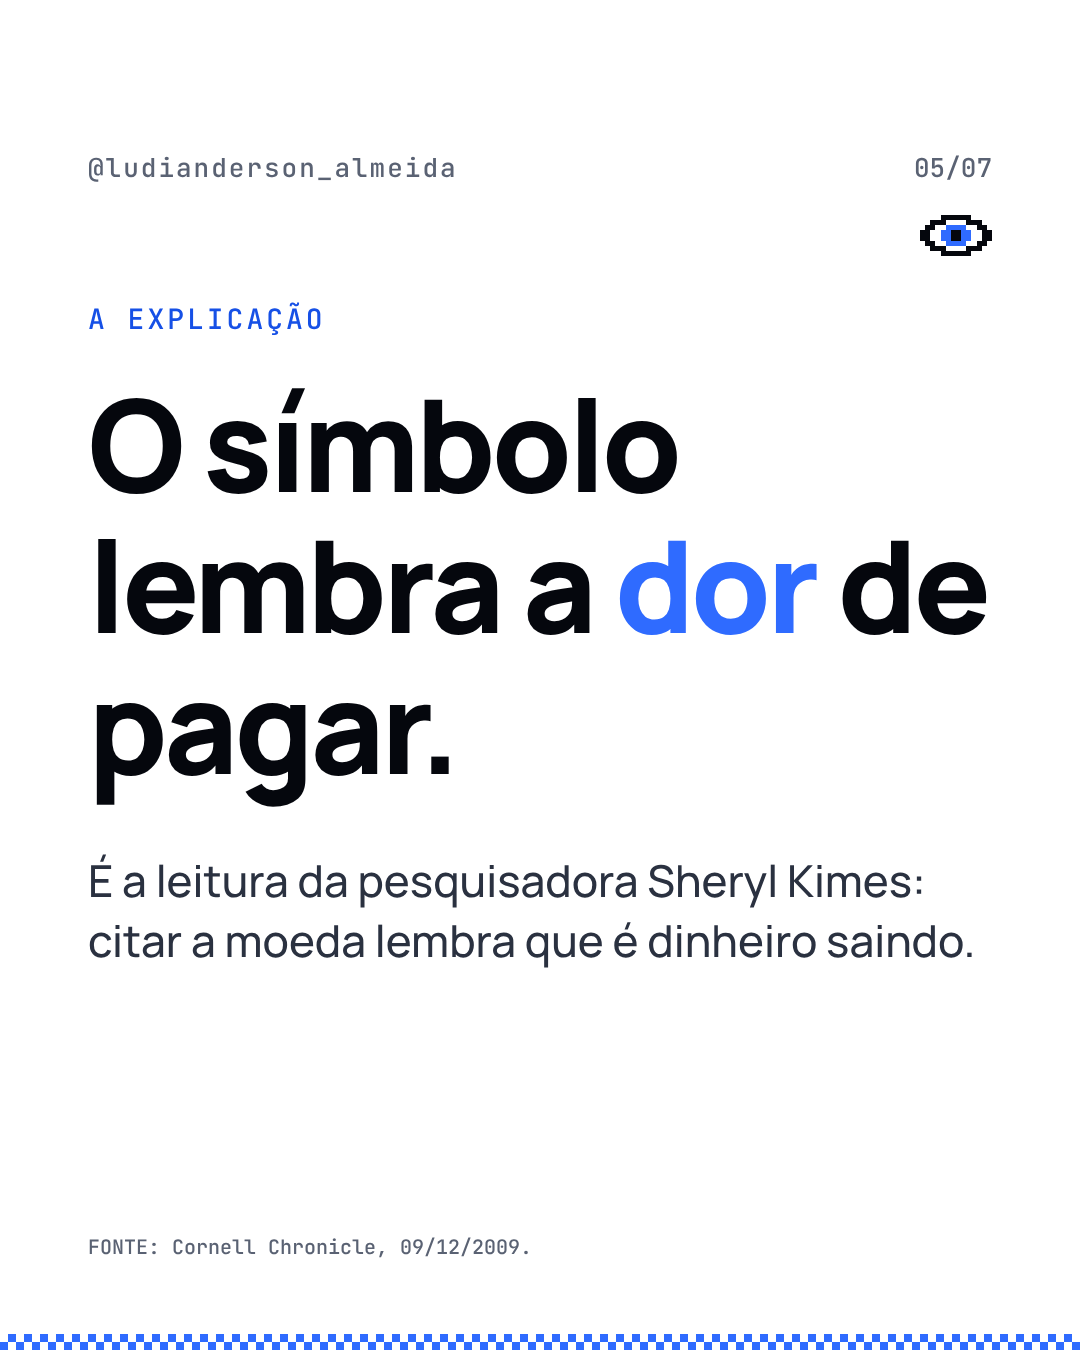 @ludianderson_almeida
05/07
A EXPLICAÇÃO
O símbolo
lembra a dor de
pagar.
É a leitura da pesquisadora Sheryl Kimes:
citar a moeda lembra que é dinheiro saindo.
FONTE: Cornell Chronicle, 09/12/2009.